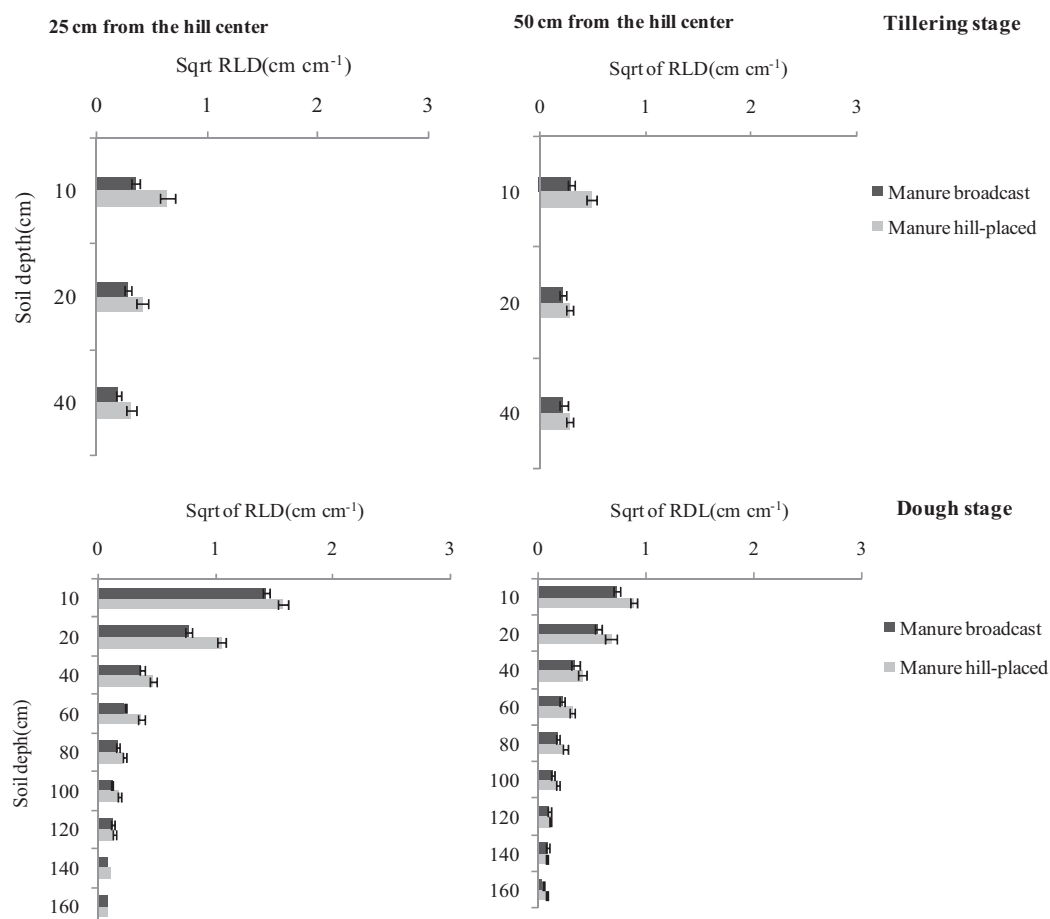 25 cm from the hill center
50 cm from the hill center
Tillering stage
Sqrt RLD(cm cm-1)
Sqrt of RLD(cm cm-1)
0 1 2 3
0 1 2 3
Soil depth(cm)
10
20
40
10
20
40
Manure broadcast
Manure hill-placed
Sqrt of RLD(cm cm-1)
Sqrt of RDL(cm cm-1)
Dough stage
0 1 2 3
0 1 2 3
Soil deph(cm)
10
20
40
60
80
100
120
140
160
10
20
40
60
80
100
120
140
160
Manure broadcast
Manure hill-placed